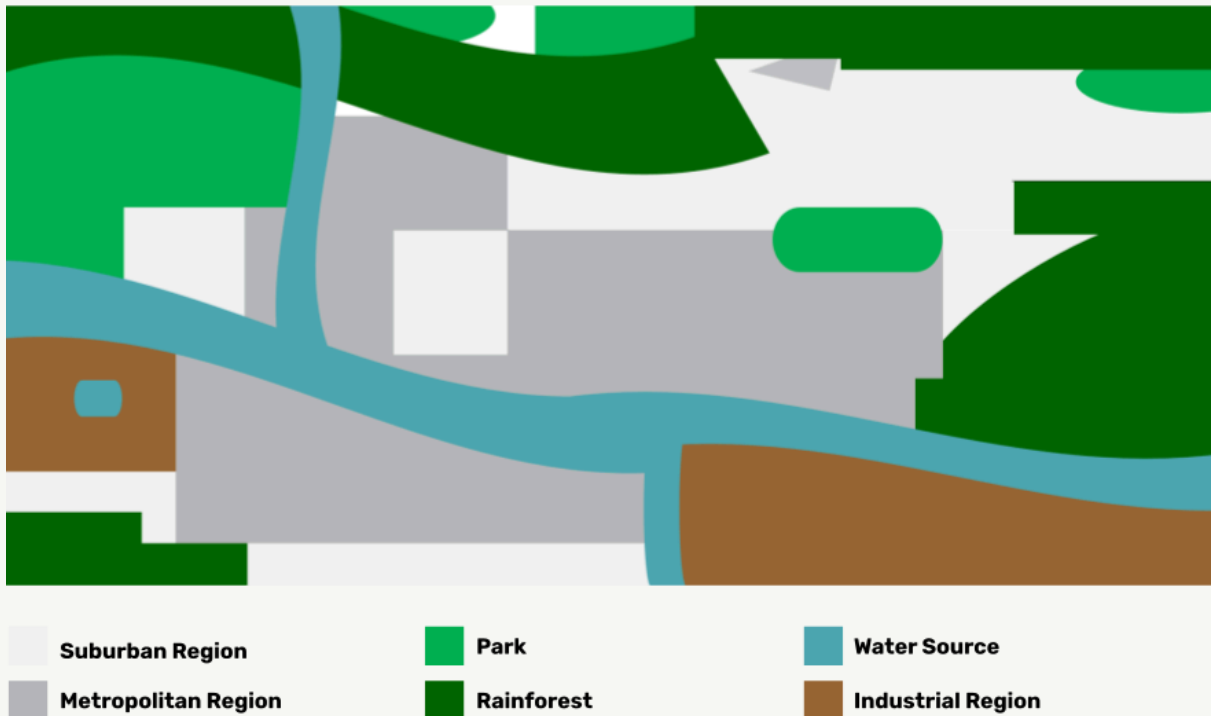 Suburban Region
Park
Water Source
Metropolitan Region
Rainforest
Industrial Region